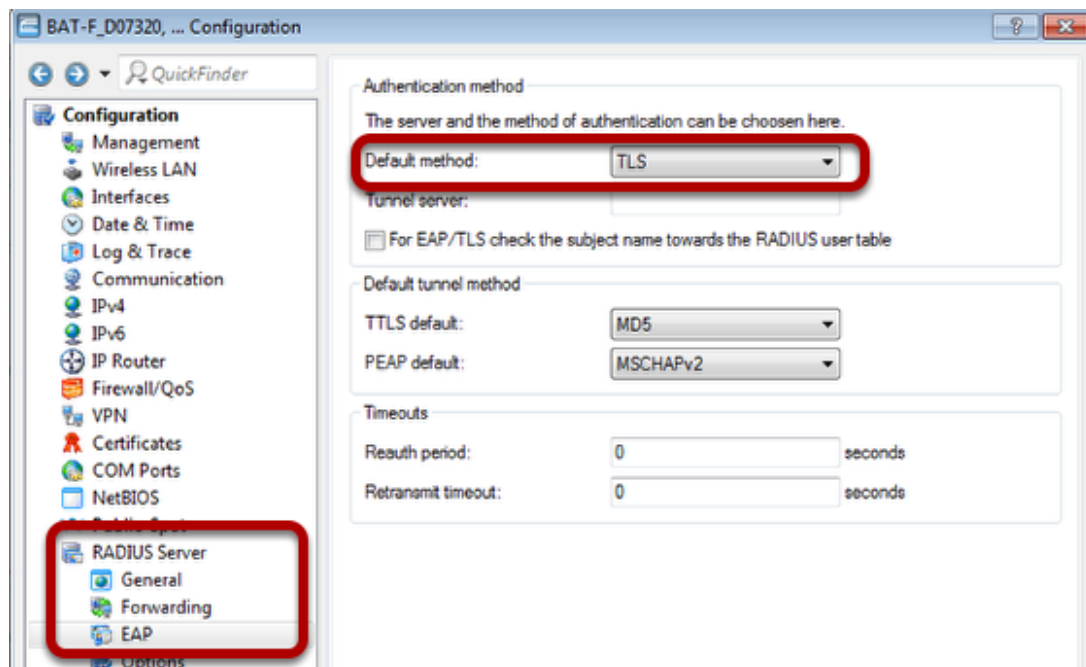 BAT-F_D07320, ... Configuration
QuickFinder
Configuration
Management
Wireless LAN
Interfaces
Date & Time
Log & Trace
Communication
IPv4
IPv6
IP Router
Firewall/QoS
VPN
Certificates
COM Ports
NetBIOS
Public Spot
RADIUS Server
General
Forwarding
EAP
Options
Authentication method
The server and the method of authentication can be choosen here.
Default method: TLS
Tunnel server:
For EAP/TLS check the subject name towards the RADIUS user table
Default tunnel method
TTLS default: MD5
PEAP default: MSCHAPv2
Timeouts
Reauth period: 0 seconds
Retransmit timeout: 0 seconds